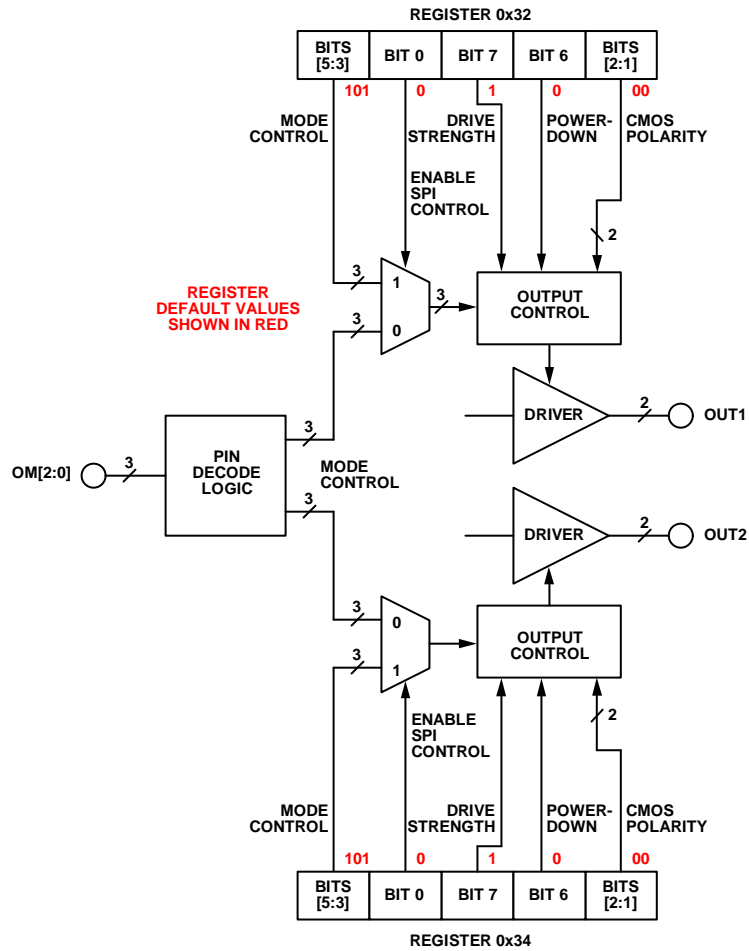 REGISTER 0x32
BITS
[5:3]
BIT 0
BIT 7
BIT 6
BITS
[2:1]
101
0
1
0
00
MODE
CONTROL
DRIVE
STRENGTH
POWER-
DOWN
CMOS
POLARITY
ENABLE
SPI
CONTROL
2
REGISTER
DEFAULT VALUES
SHOWN IN RED
3
1
3
3
0
OUTPUT
CONTROL
DRIVER
2
OUT1
OM[2:0]
3
PIN
DECODE
LOGIC
3
MODE
CONTROL
3
DRIVER
2
OUT2
3
0
3
1
OUTPUT
CONTROL
2
ENABLE
SPI
CONTROL
MODE
CONTROL
DRIVE
STRENGTH
POWER-
DOWN
CMOS
POLARITY
101
0
1
0
00
BITS
[5:3]
BIT 0
BIT 7
BIT 6
BITS
[2:1]
REGISTER 0x34